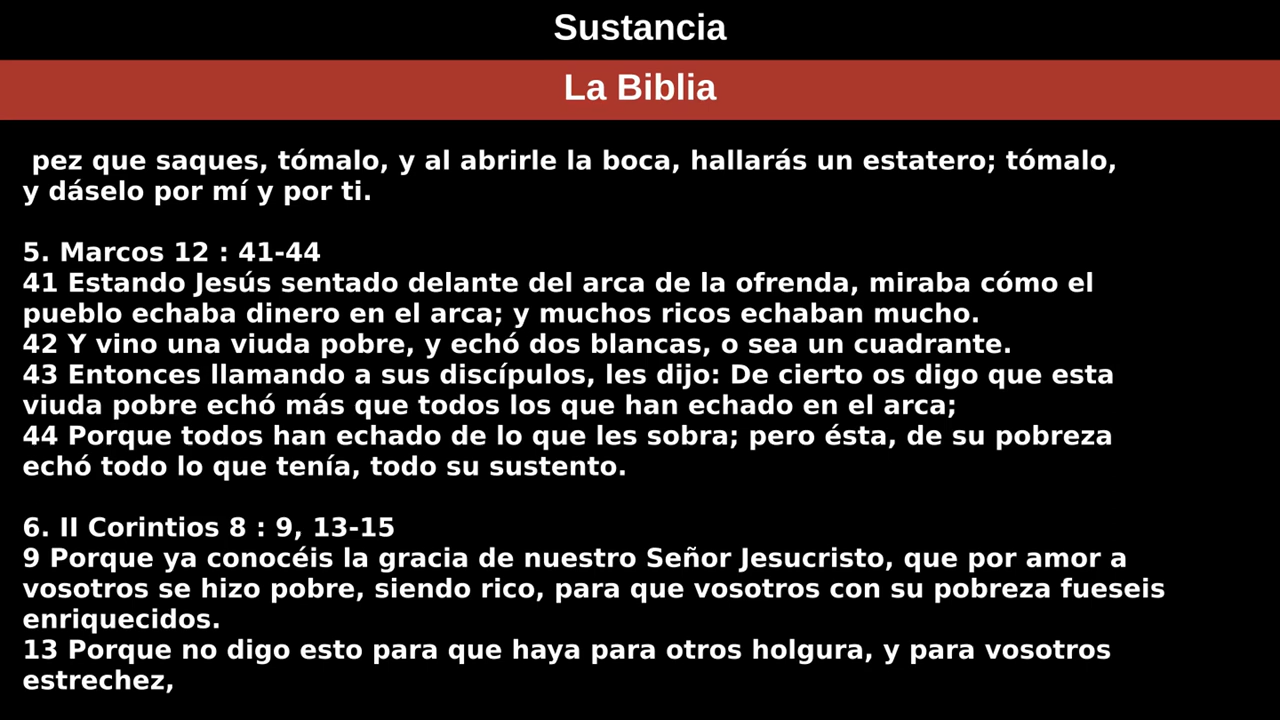 Sustancia
La Biblia
pez que saques, tómalo, y al abrirle la boca, hallarás un estatero; tómalo,
y dáselo por mí y por ti.
5. Marcos 12 : 41-44
41 Estando Jesús sentado delante del arca de la ofrenda, miraba cómo el
pueblo echaba dinero en el arca; y muchos ricos echaban mucho.
42 Y vino una viuda pobre, y echó dos blancas, o sea un cuadrante.
43 Entonces llamando a sus discípulos, les dijo: De cierto os digo que esta
viuda pobre echó más que todos los que han echado en el arca;
44 Porque todos han echado de lo que les sobra; pero ésta, de su pobreza
echó todo lo que tenía, todo su sustento.
6. II Corintios 8 : 9, 13-15
9 Porque ya conocéis la gracia de nuestro Señor Jesucristo, que por amor a
vosotros se hizo pobre, siendo rico, para que vosotros con su pobreza fueseis
enriquecidos.
13 Porque no digo esto para que haya para otros holgura, y para vosotros
estrechez,